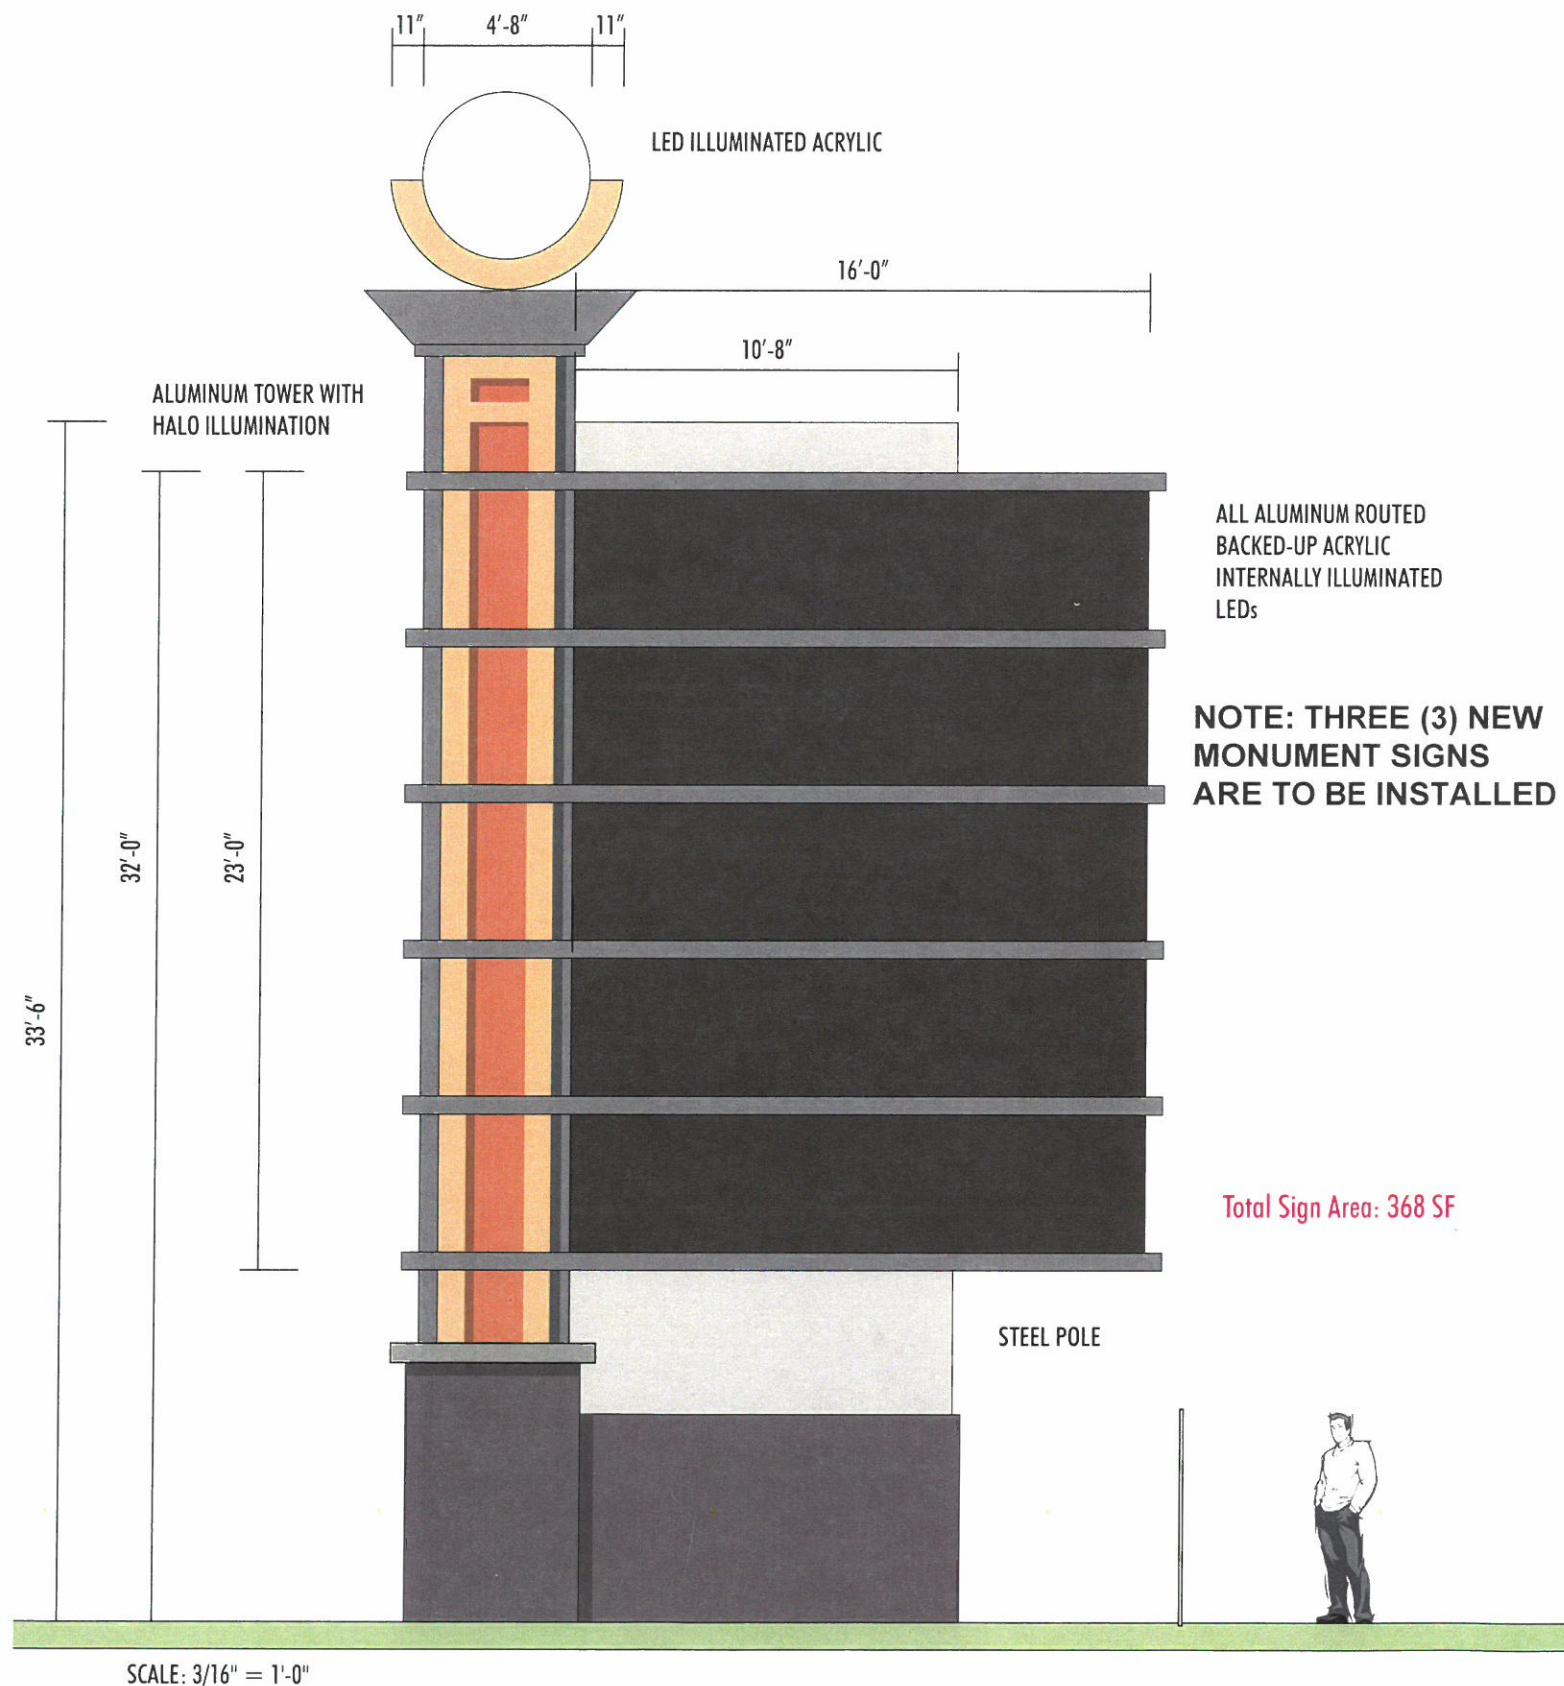 11" 4'-8" 11"
LED ILLUMINATED ACRYLIC
16'-0"
10'-8"
ALUMINUM TOWER WITH
HALO ILLUMINATION
ALL ALUMINUM ROUTED
BACKED-UP ACRYLIC
INTERNALLY ILLUMINATED
LEDs
NOTE: THREE (3) NEW
MONUMENT SIGNS
ARE TO BE INSTALLED
33'-6"
32'-0"
23'-0"
Total Sign Area: 368 SF
STEEL POLE
SCALE: 3/16" = 1'-0"